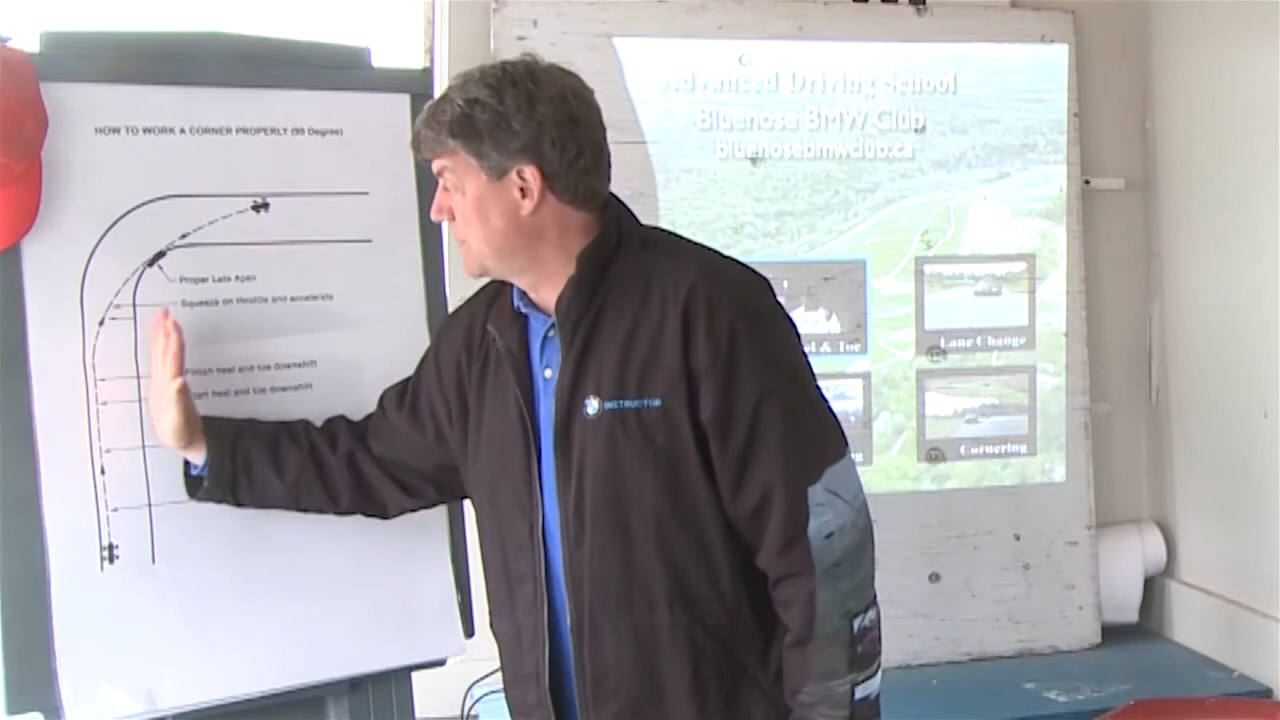 HOW TO WORK A CORNER PROPERLY (90 Degree)
Proper Late Apex
Squeeze on throttle and accelerate
Finish heel and toe downshift
heel and toe downshift
INSTRUCTOR
Advanced Driving School
Bluenose BMW Club
bluenosebmwclub.ca
& Toe
Lane Change
Cornering